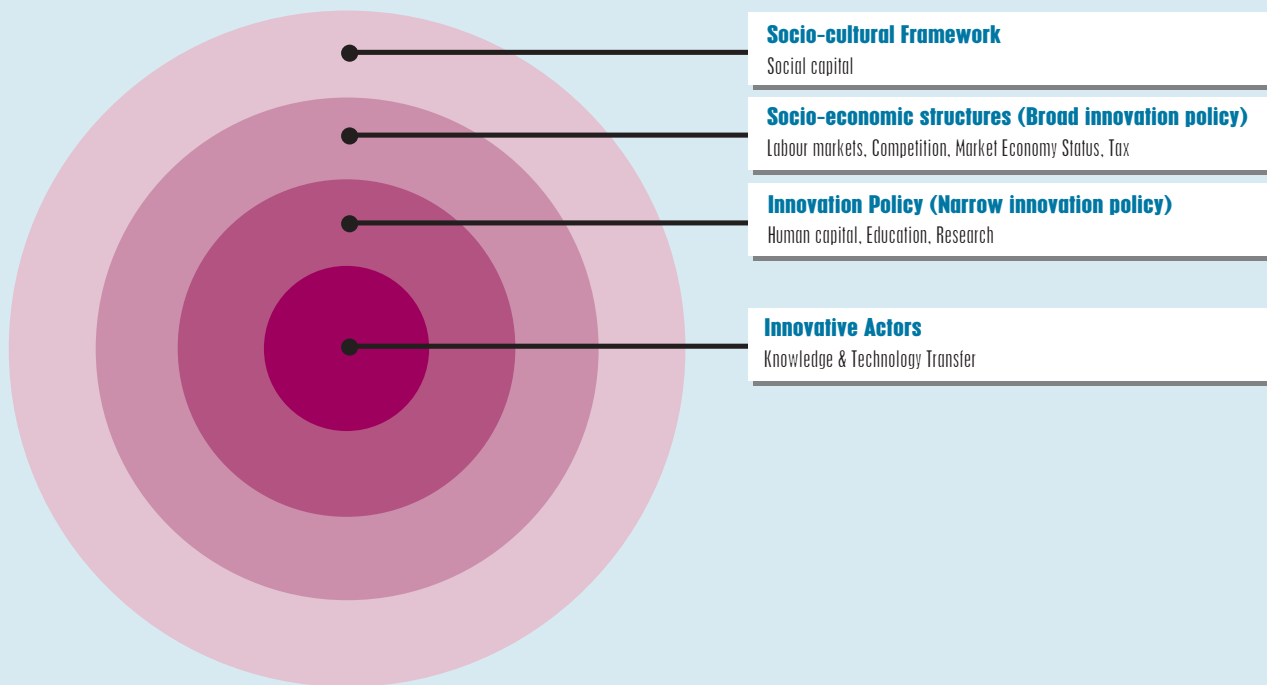 Socio-cultural Framework
Social capital
Socio-economic structures (Broad innovation policy)
Labour markets, Competition, Market Economy Status, Tax
Innovation Policy (Narrow innovation policy)
Human capital, Education, Research
Innovative Actors
Knowledge & Technology Transfer